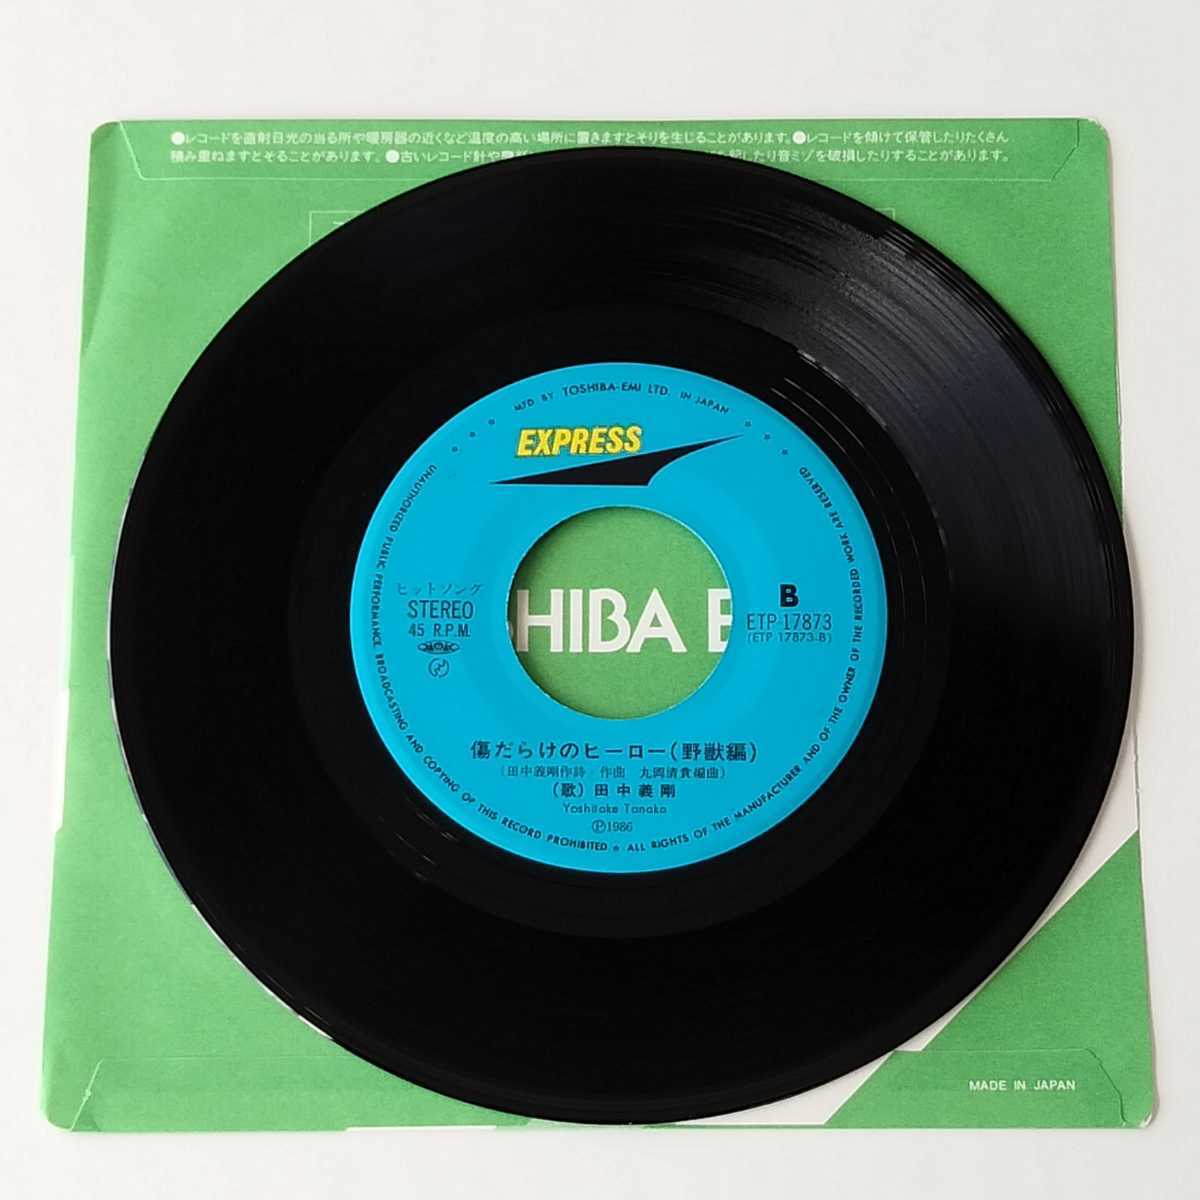 ●レコードを直射日光の当る所や暖房器の近くなど温度の高い場所に置きますとそりを生じることがあります。●レコードを傾けて保管したりたくさん
積み重ねますとそることがあります。●古いレコード針や
したり音ミゾを破損したりすることがあります。
MFD BY TOSHIBA-EMI LTD. IN JAPAN
EXPRESS
ヒットソング
STEREO
45 R.P.M.
B
ETP-17873
(ETP 17873-B)
SHIBA E
傷だらけのヒーロー(野獣編)
(田中義剛作詩・作曲 丸岡清貴編曲)
(歌)田中義剛
Yoshitake Tanaka
Ⓟ1986
UNAUTHORIZED PUBLIC PERFORMANCE, BROADCASTING AND COPYING OF THIS RECORD PROHIBITED. ☆ ALL RIGHTS OF THE MANUFACTURER AND OF THE OWNER OF THE RECORDED WORK ARE RESERVED
MADE IN JAPAN